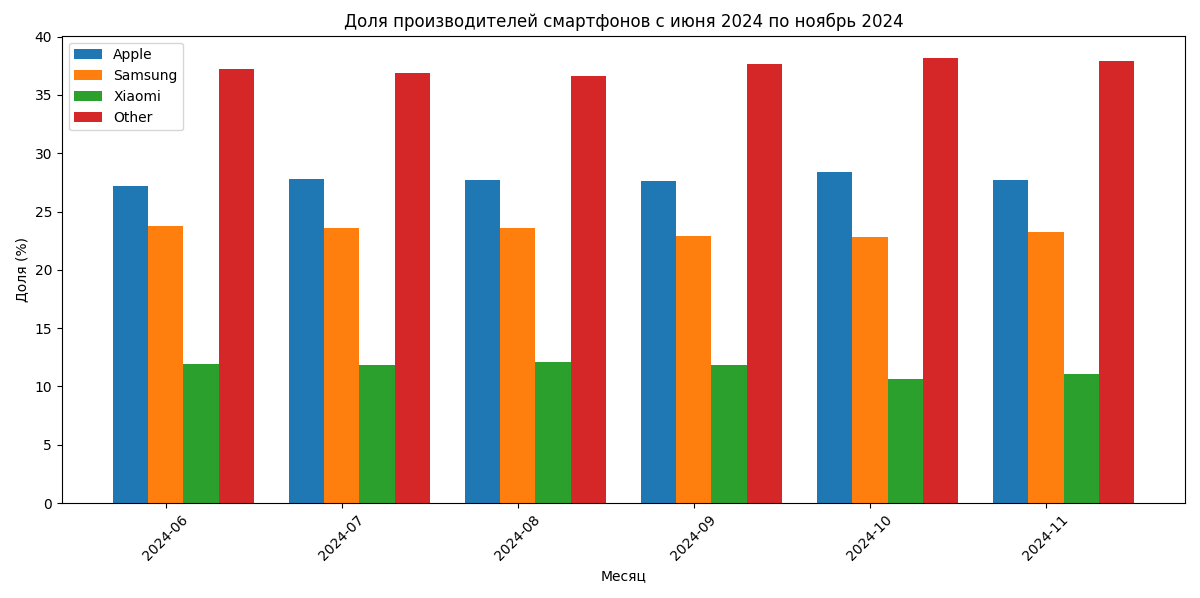 Доля производителей смартфонов с июня 2024 по ноябрь 2024
Apple
Samsung
Xiaomi
Other
Доля (%)
40
35
30
25
20
15
10
5
0
2024-06
2024-07
2024-08
2024-09
2024-10
2024-11
Месяц